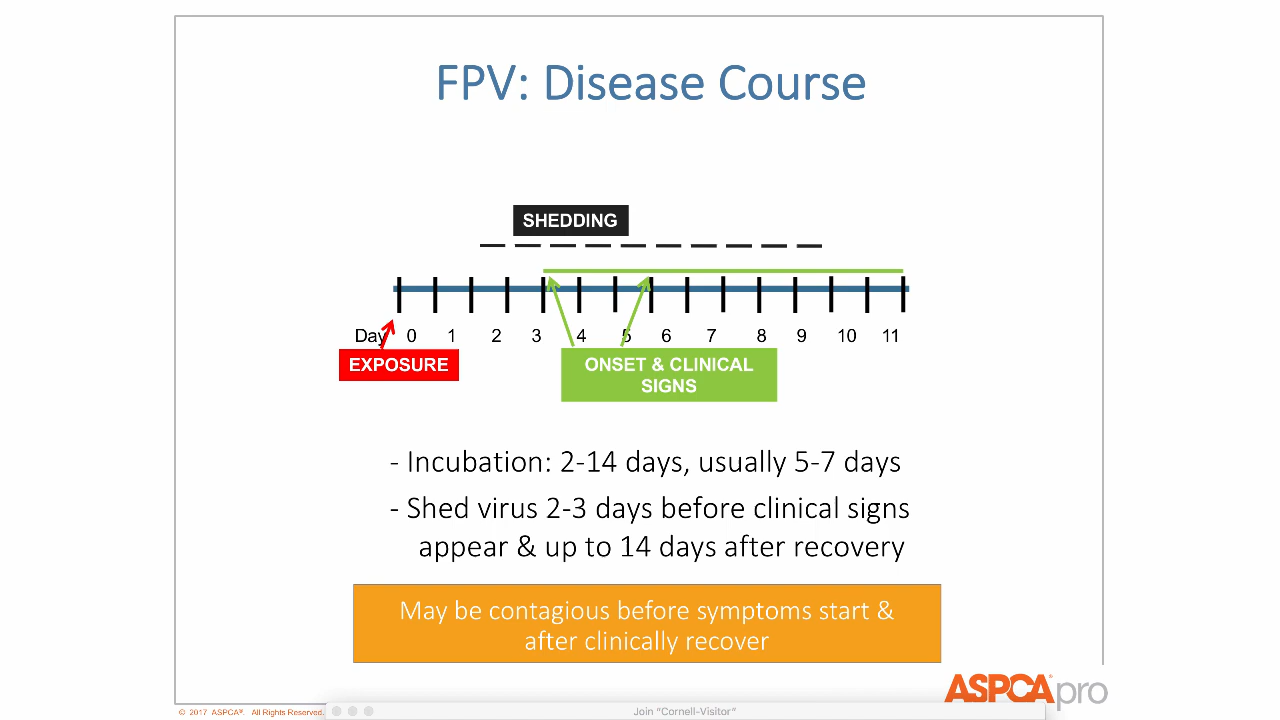 FPV: Disease Course
SHEDDING
Day 0 1 2 3 4 5 6 7 8 9 10 11
EXPOSURE
ONSET & CLINICAL
SIGNS
- Incubation: 2-14 days, usually 5-7 days
- Shed virus 2-3 days before clinical signs
appear & up to 14 days after recovery
May be contagious before symptoms start &
after clinically recover
ASPCA® pro
© 2017 ASPCA®. All Rights Reserved.
Join “Cornell-Visitor”